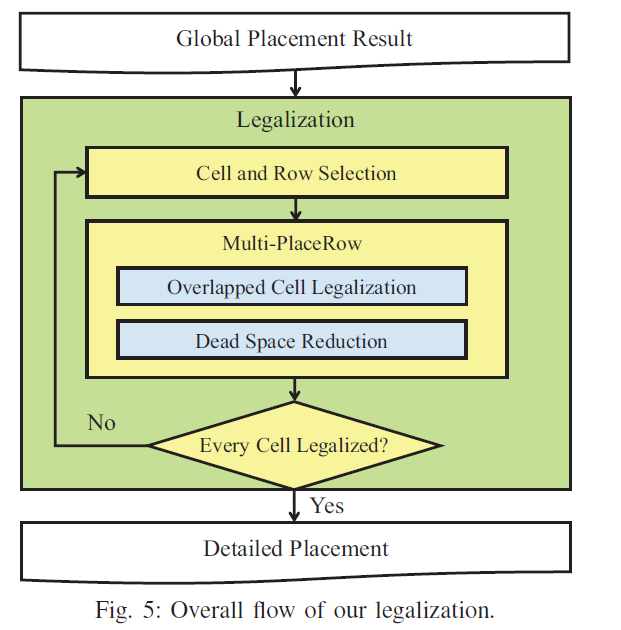 Global Placement Result
Legalization
Cell and Row Selection
Multi-PlaceRow
Overlapped Cell Legalization
Dead Space Reduction
No
Every Cell Legalized?
Yes
Detailed Placement
Fig. 5: Overall flow of our legalization.